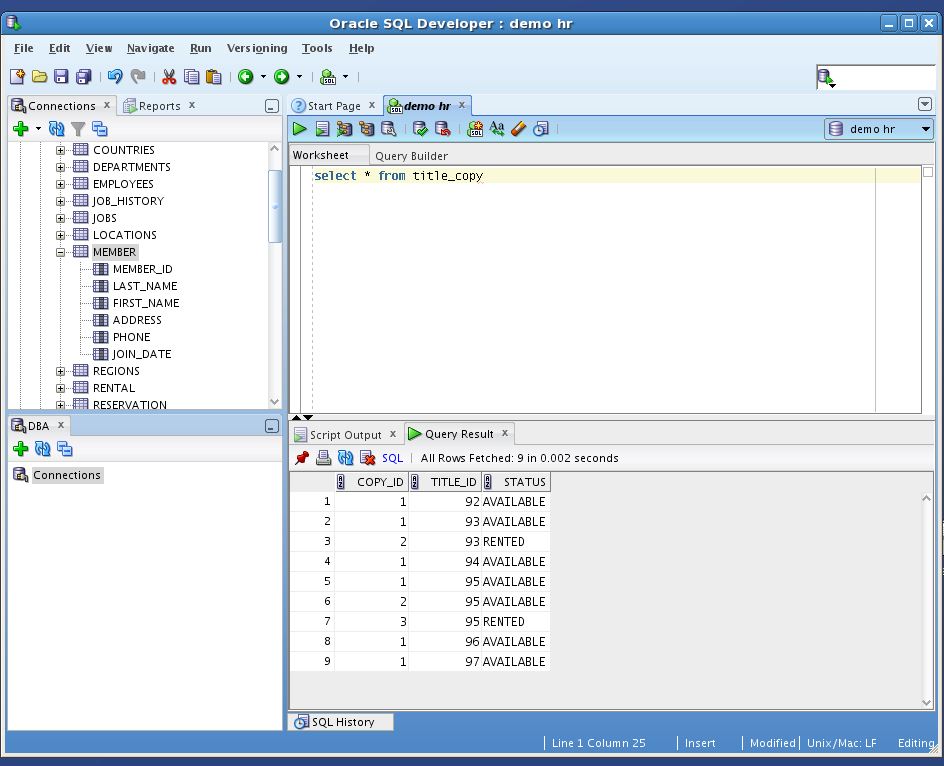 Oracle SQL Developer : demo hr
File Edit View Navigate Run Versioning Tools Help
Connections x Reports x
COUNTRIES
DEPARTMENTS
EMPLOYEES
JOB_HISTORY
JOBS
LOCATIONS
MEMBER
MEMBER_ID
LAST_NAME
FIRST_NAME
ADDRESS
PHONE
JOIN_DATE
REGIONS
RENTAL
RESERVATION
DBA x
Connections
Start Page x demo hr x
demo hr
Worksheet Query Builder
select * from title_copy
Script Output x Query Result x
SQL | All Rows Fetched: 9 in 0.002 seconds
COPY_ID TITLE_ID STATUS
1 1 92 AVAILABLE
2 1 93 AVAILABLE
3 2 93 RENTED
4 1 94 AVAILABLE
5 1 95 AVAILABLE
6 2 95 AVAILABLE
7 3 95 RENTED
8 1 96 AVAILABLE
9 1 97 AVAILABLE
SQL History
Line 1 Column 25 | Insert | Modified | Unix/Mac: LF Editing